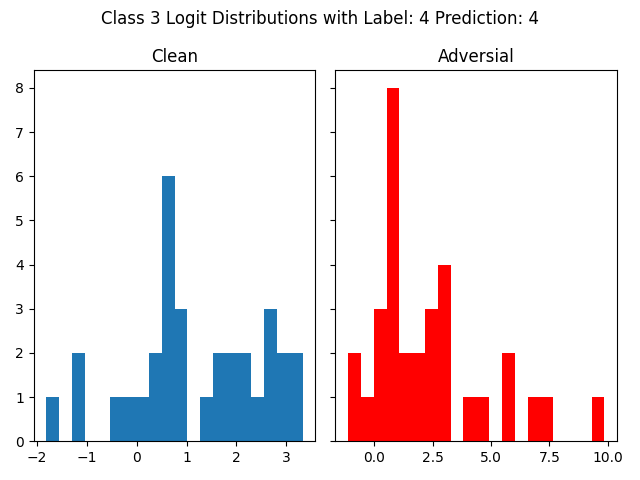 Class 3 Logit Distributions with Label: 4 Prediction: 4
Clean
Adversial
8
7
6
5
4
3
2
1
0
−2 −1 0 1 2 3
0.0 2.5 5.0 7.5 10.0